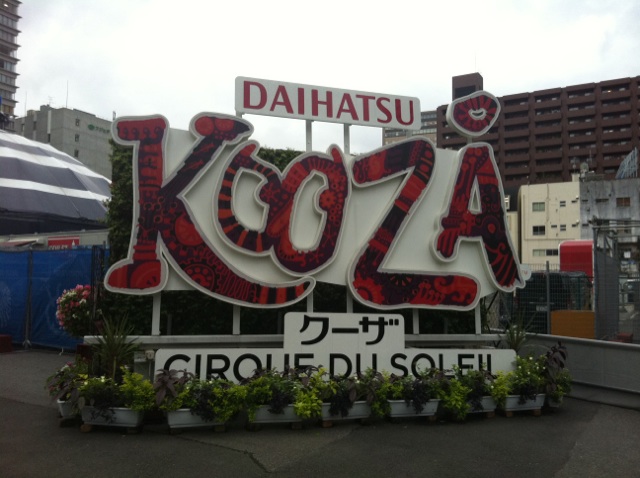 DAIHATSU
KOOZA
クーザ
CIRQUE DU SOLEIL